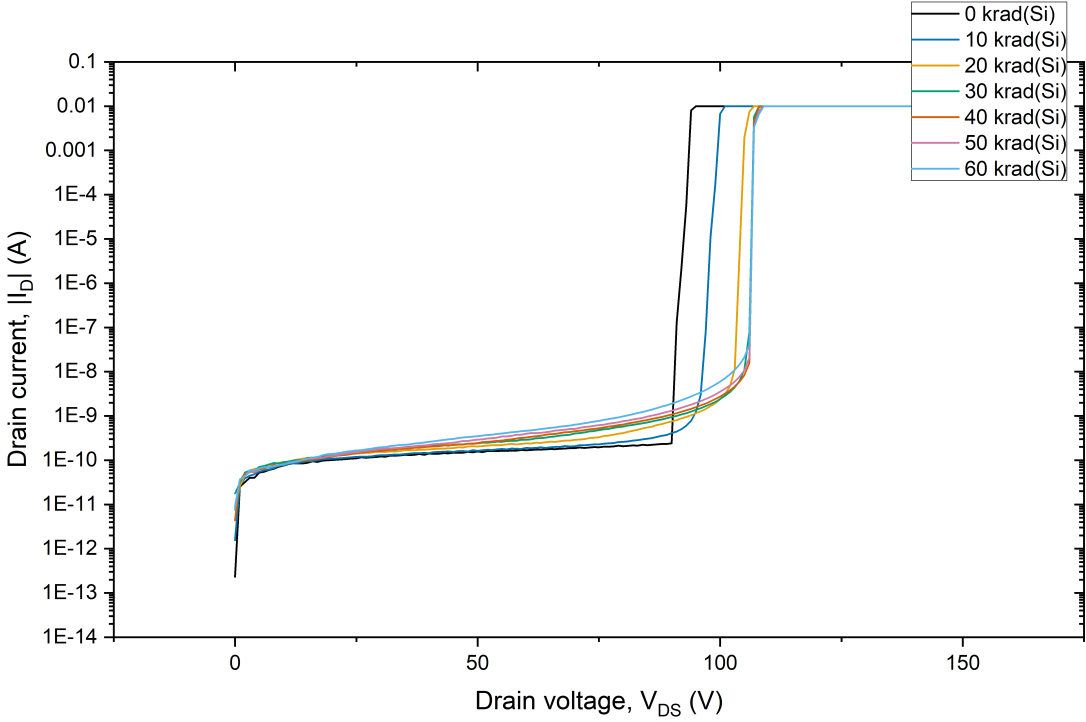 0 krad(Si)
10 krad(Si)
20 krad(Si)
30 krad(Si)
40 krad(Si)
50 krad(Si)
60 krad(Si)
0.1
0.01
0.001
1E-4
1E-5
1E-6
1E-7
1E-8
1E-9
1E-10
1E-11
1E-12
1E-13
1E-14
Drain current, |I_D| (A)
0 50 100 150
Drain voltage, V_DS (V)